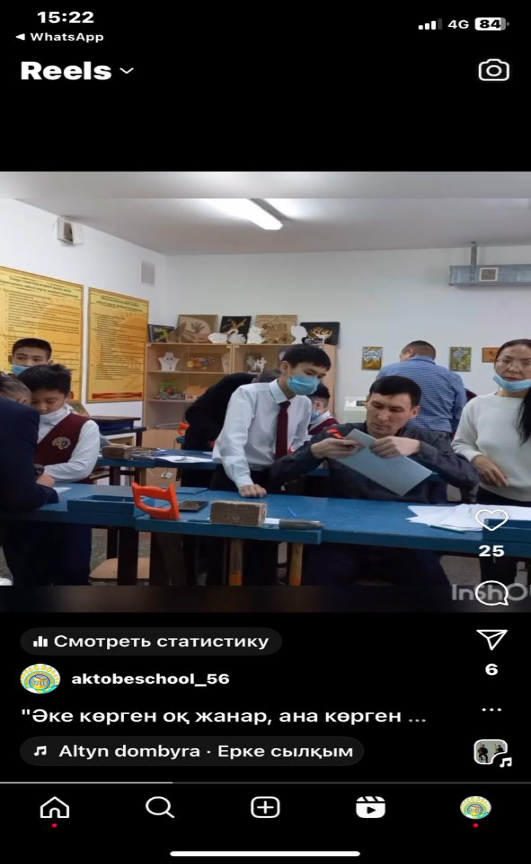 15:22
WhatsApp
4G 84
Reels
25
InshO
Смотреть статистику
6
aktobeschool_56
"Әке көрген оқ жанар, ана көрген ...
Altyn dombyra · Ерке сылқым